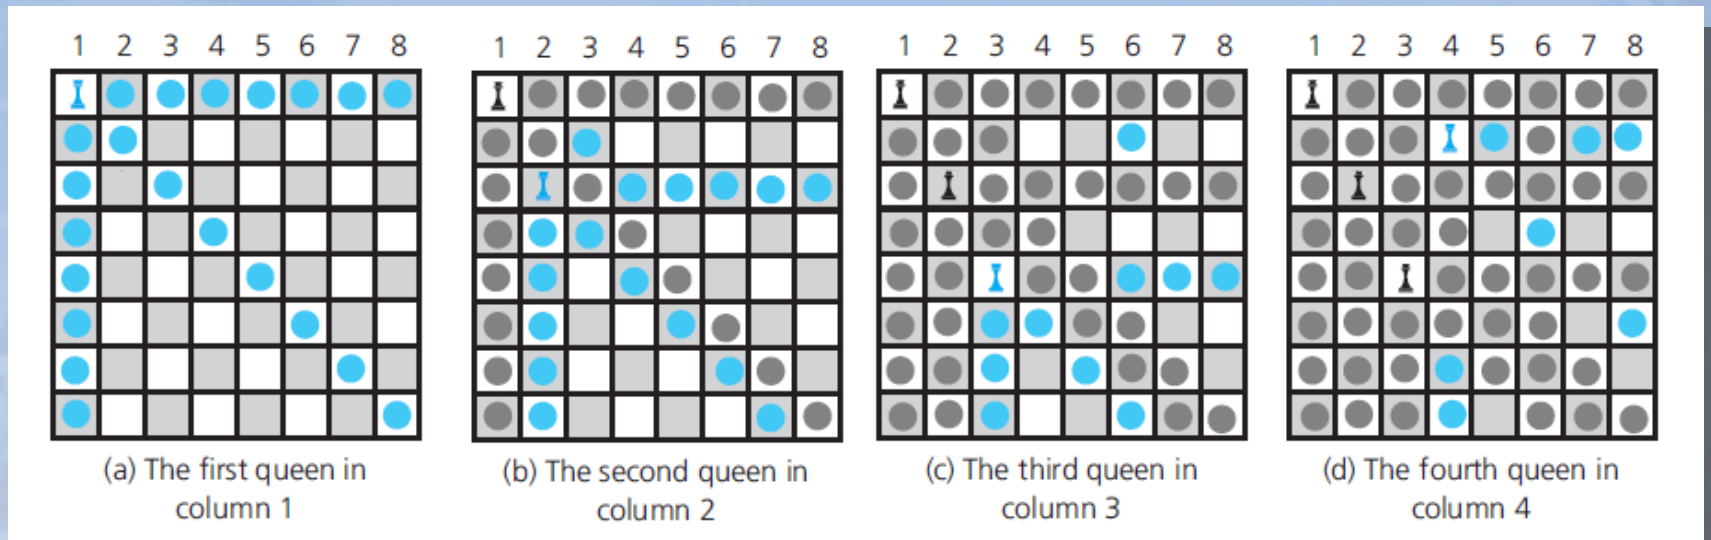 1 2 3 4 5 6 7 8
1 2 3 4 5 6 7 8
1 2 3 4 5 6 7 8
1 2 3 4 5 6 7 8
(a) The first queen in
column 1
(b) The second queen in
column 2
(c) The third queen in
column 3
(d) The fourth queen in
column 4